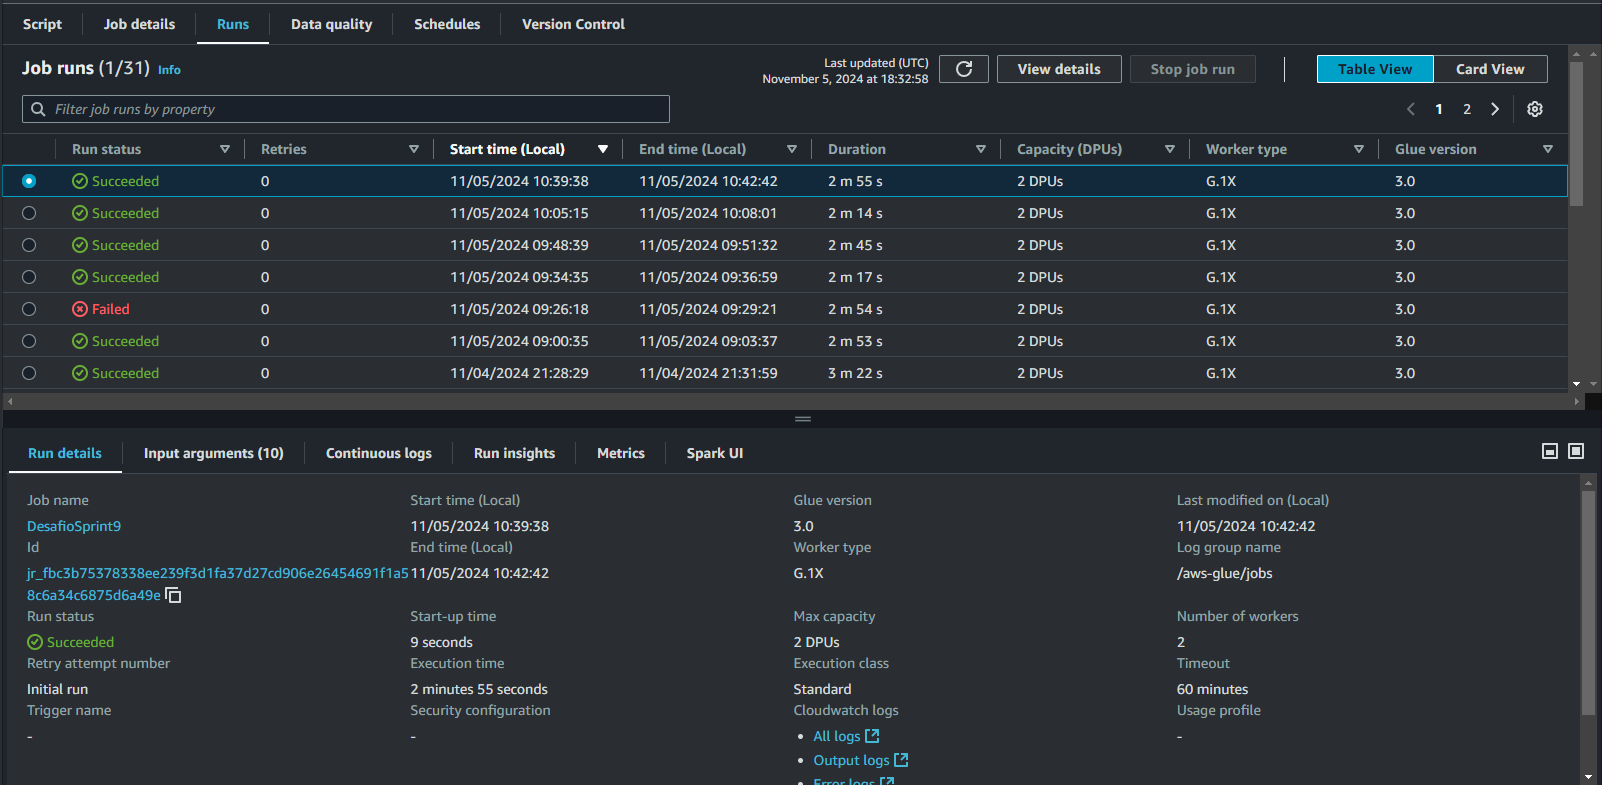 Script Job details Runs Data quality Schedules Version Control
Job runs (1/31) Info
Last updated (UTC)
November 5, 2024 at 18:32:58
View details Stop job run Table View Card View
Filter job runs by property
1 2
Run status Retries Start time (Local) End time (Local) Duration Capacity (DPUs) Worker type Glue version
Succeeded 0 11/05/2024 10:39:38 11/05/2024 10:42:42 2 m 55 s 2 DPUs G.1X 3.0
Succeeded 0 11/05/2024 10:05:15 11/05/2024 10:08:01 2 m 14 s 2 DPUs G.1X 3.0
Succeeded 0 11/05/2024 09:48:39 11/05/2024 09:51:32 2 m 45 s 2 DPUs G.1X 3.0
Succeeded 0 11/05/2024 09:34:35 11/05/2024 09:36:59 2 m 17 s 2 DPUs G.1X 3.0
Failed 0 11/05/2024 09:26:18 11/05/2024 09:29:21 2 m 54 s 2 DPUs G.1X 3.0
Succeeded 0 11/05/2024 09:00:35 11/05/2024 09:03:37 2 m 53 s 2 DPUs G.1X 3.0
Succeeded 0 11/04/2024 21:28:29 11/04/2024 21:31:59 3 m 22 s 2 DPUs G.1X 3.0
Run details Input arguments (10) Continuous logs Run insights Metrics Spark UI
Job name Start time (Local) Glue version Last modified on (Local)
DesafioSprint9 11/05/2024 10:39:38 3.0 11/05/2024 10:42:42
Id End time (Local) Worker type Log group name
jr_fbc3b75378338ee239f3d1fa37d27cd906e26454691f1a5 11/05/2024 10:42:42 G.1X /aws-glue/jobs
8c6a34c6875d6a49e
Run status Start-up time Max capacity Number of workers
Succeeded 9 seconds 2 DPUs 2
Retry attempt number Execution time Execution class Timeout
Initial run 2 minutes 55 seconds Standard 60 minutes
Trigger name Security configuration Cloudwatch logs Usage profile
- - • All logs -
• Output logs
• Error logs